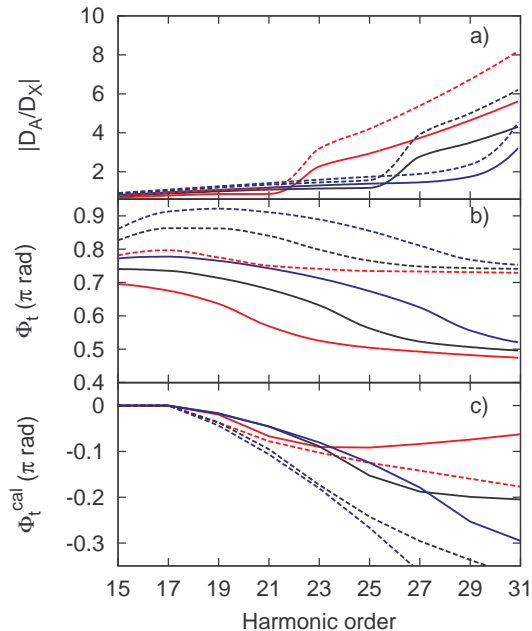 a)
|D_A/D_X|
10
8
6
4
2
b)
Φ_t (π rad)
0.9
0.8
0.7
0.6
0.5
0.4
c)
Φ_t^cal (π rad)
0
-0.1
-0.2
-0.3
15 17 19 21 23 25 27 29 31
Harmonic order